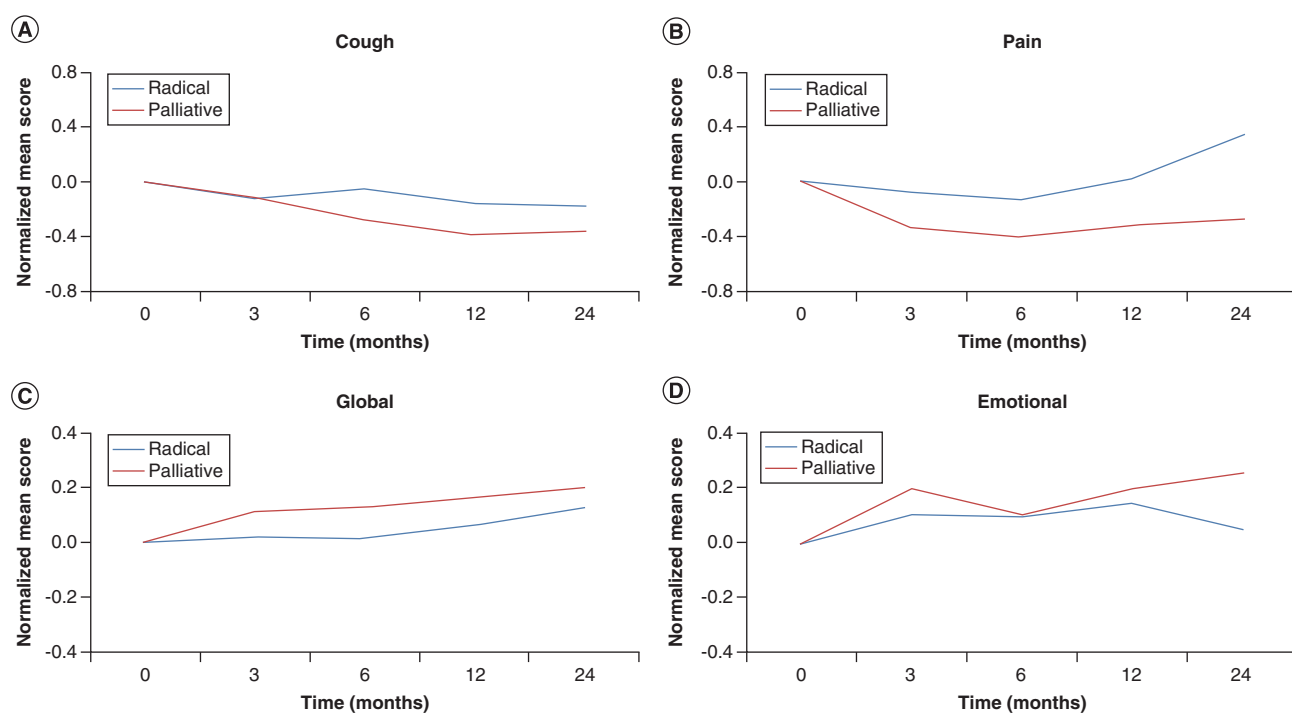 A
Cough
Normalized mean score
0.8
0.4
0.0
-0.4
-0.8
Radical
Palliative
0 3 6 12 24
Time (months)
B
Pain
Normalized mean score
0.8
0.4
0.0
-0.4
-0.8
Radical
Palliative
0 3 6 12 24
Time (months)
C
Global
Normalized mean score
0.4
0.2
0.0
-0.2
-0.4
Radical
Palliative
0 3 6 12 24
Time (months)
D
Emotional
Normalized mean score
0.4
0.2
0.0
-0.2
-0.4
Radical
Palliative
0 3 6 12 24
Time (months)